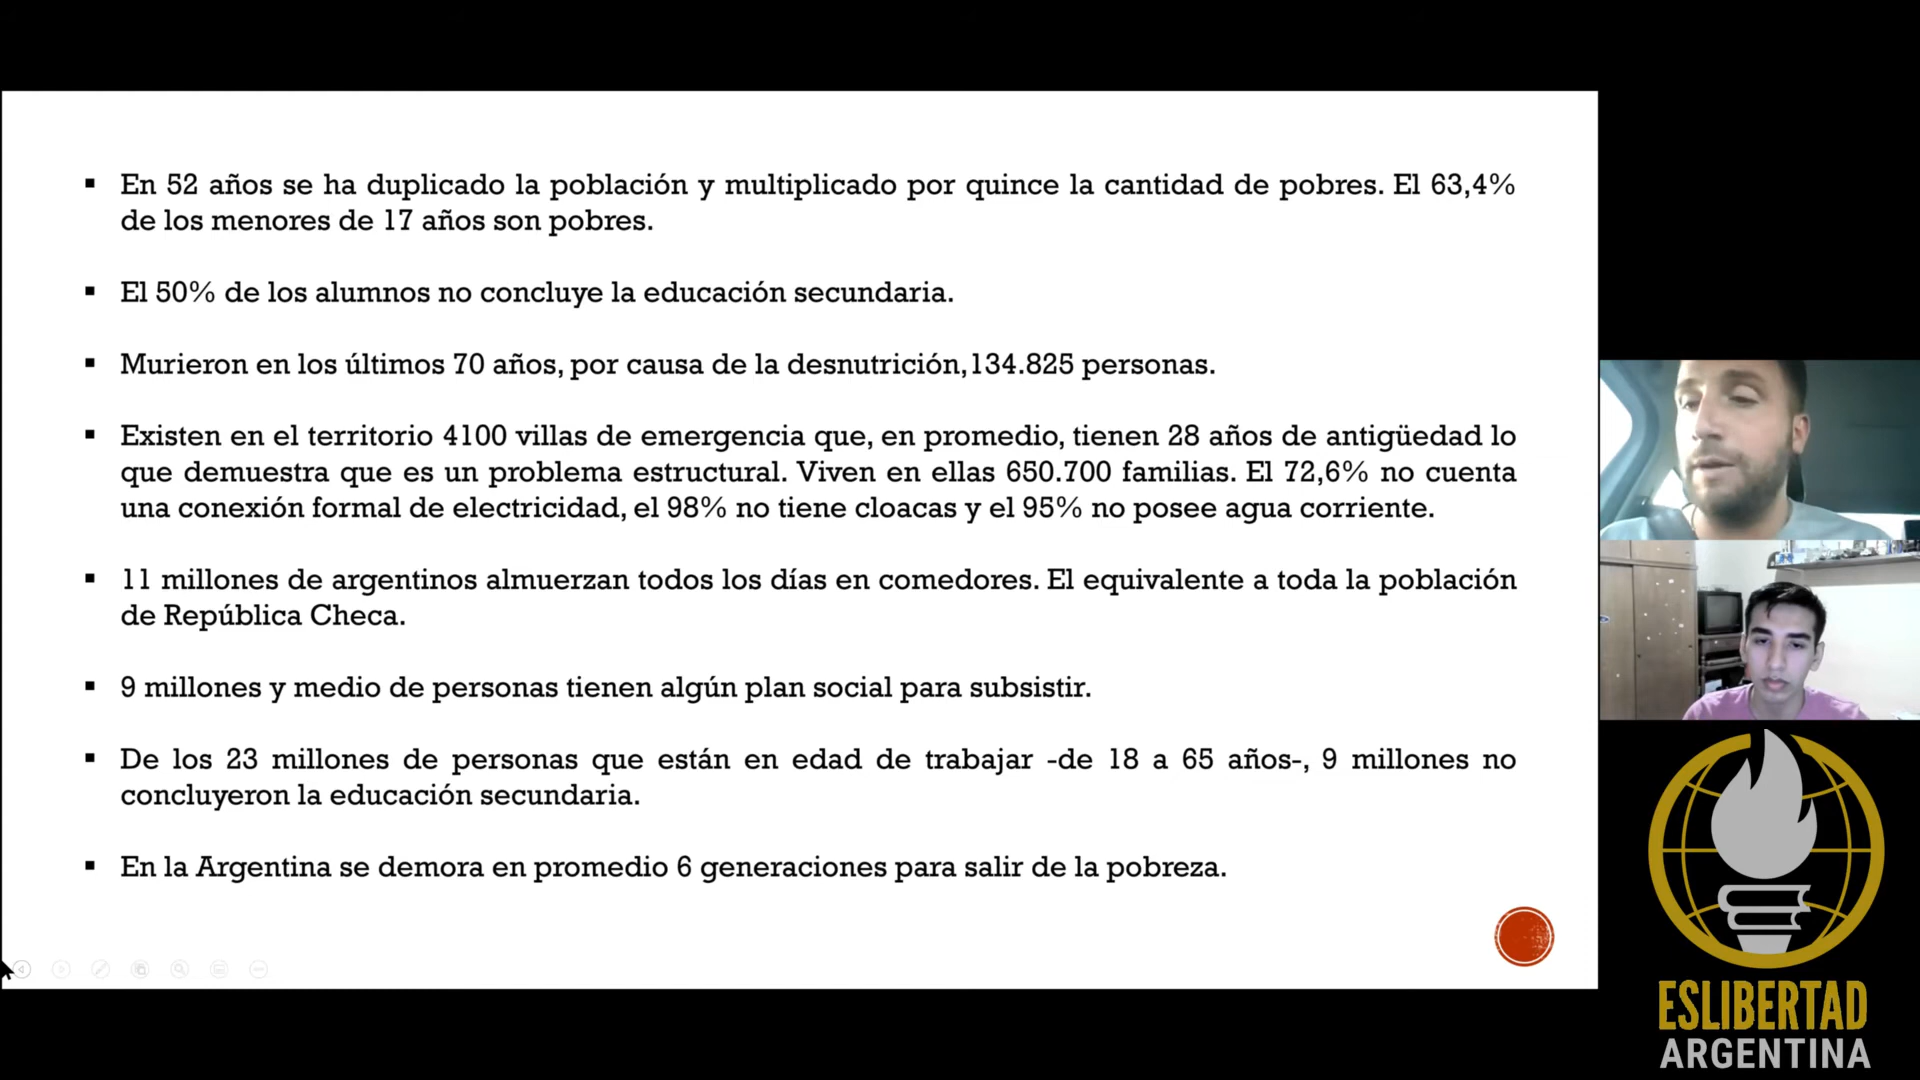 ▪ En 52 años se ha duplicado la población y multiplicado por quince la cantidad de pobres. El 63,4%
de los menores de 17 años son pobres.
▪ El 50% de los alumnos no concluye la educación secundaria.
▪ Murieron en los últimos 70 años, por causa de la desnutrición,134.825 personas.
▪ Existen en el territorio 4100 villas de emergencia que, en promedio, tienen 28 años de antigüedad lo
que demuestra que es un problema estructural. Viven en ellas 650.700 familias. El 72,6% no cuenta
una conexión formal de electricidad, el 98% no tiene cloacas y el 95% no posee agua corriente.
▪ 11 millones de argentinos almuerzan todos los días en comedores. El equivalente a toda la población
de República Checa.
▪ 9 millones y medio de personas tienen algún plan social para subsistir.
▪ De los 23 millones de personas que están en edad de trabajar -de 18 a 65 años-, 9 millones no
concluyeron la educación secundaria.
▪ En la Argentina se demora en promedio 6 generaciones para salir de la pobreza.
ESLIBERTAD
ARGENTINA